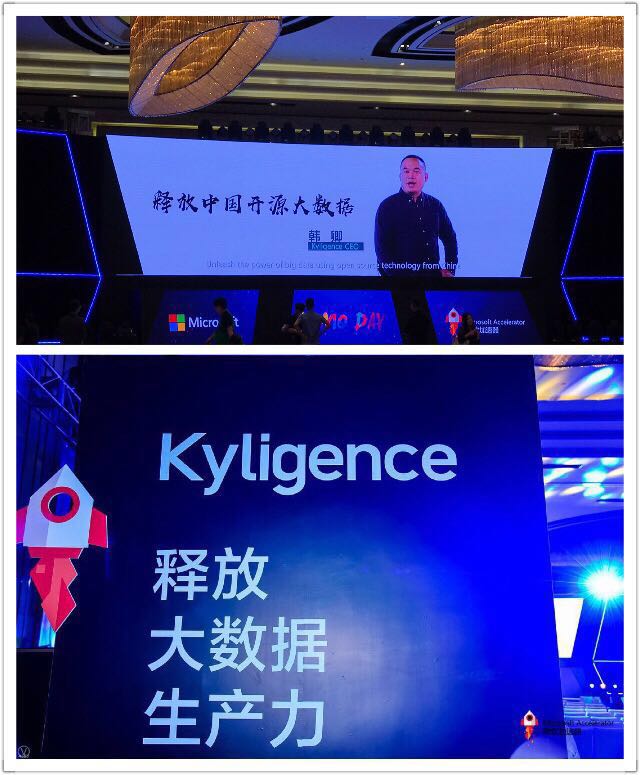 释放中国开源大数据
韩 卿
Kyligence CEO
Unleash the power of big data using open source technology from China
Microsoft
DAY
Accelerator
Kyligence
释放
大数据
生产力
Microsoft Accelerator